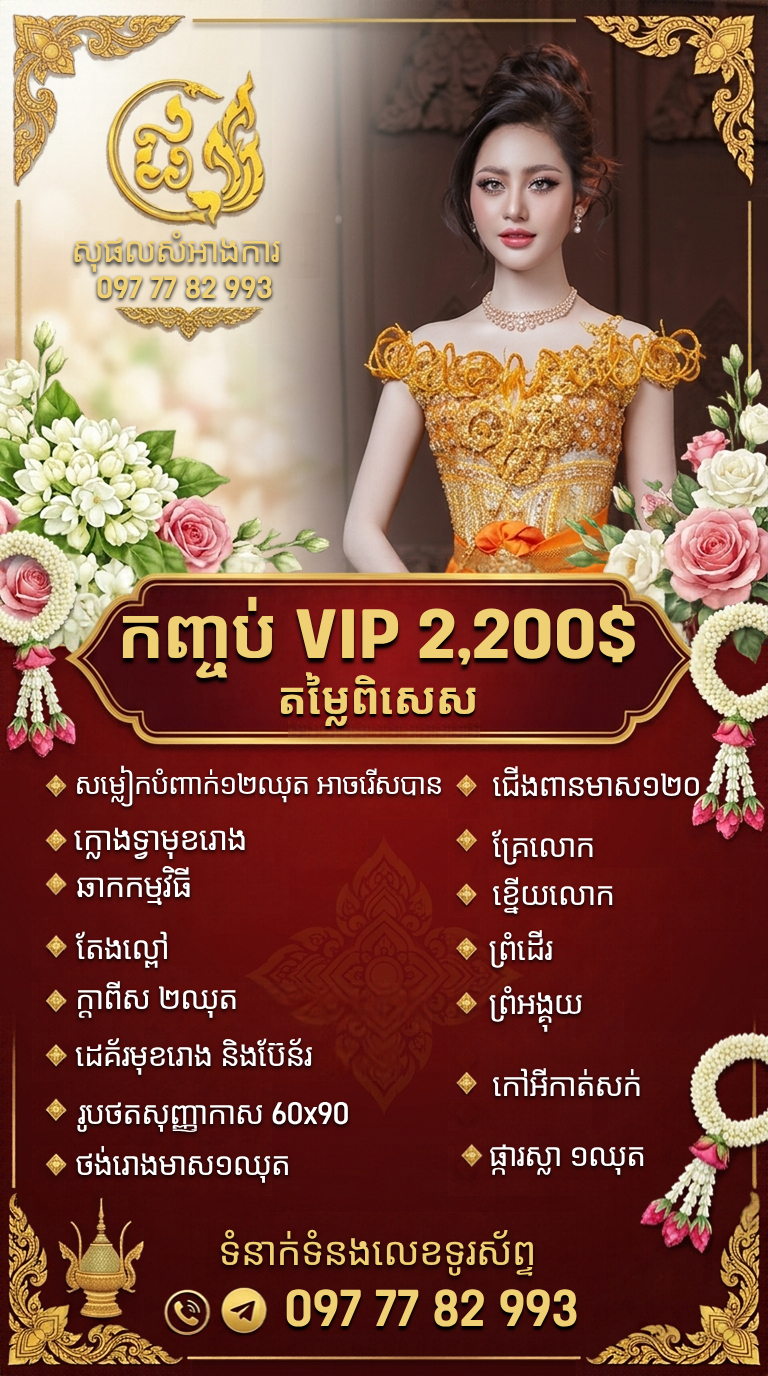 ផ
សុផលសំអាងការ
097 77 82 993
កញ្ចប់ VIP 2,200$
តម្លៃពិសេស
សម្លៀកបំពាក់១២ឈុត អាចរើសបាន
ក្លោងទ្វាមុខរោង
ឆាកកម្មវិធី
តែងល្ពៅ
ក្ដាពីស ២ឈុត
ដេគ័រមុខរោង និងប៊ែន័រ
រូបថតសុញ្ញាកាស 60x90
ថង់រោងមាស១ឈុត
ជើងពានមាស១២០
គ្រែលោក
ខ្នើយលោក
ព្រំដើរ
ព្រំអង្គុយ
កៅអីកាត់សក់
ផ្ការស្លា ១ឈុត
ទំនាក់ទំនងលេខទូរស័ព្ទ
097 77 82 993